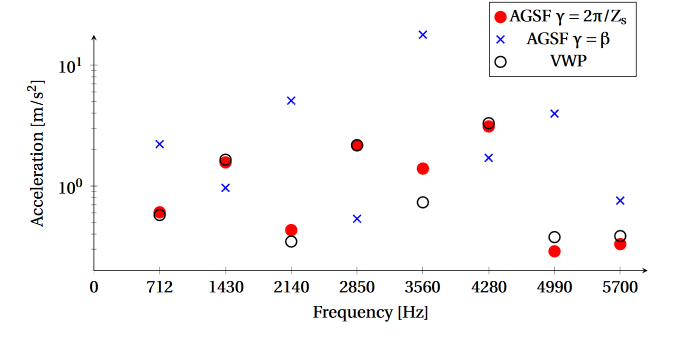 AGSF γ = 2π/Zₛ
AGSF γ = β
VWP
Acceleration [m/s²]
10¹
10⁰
0 712 1430 2140 2850 3560 4280 4990 5700
Frequency [Hz]